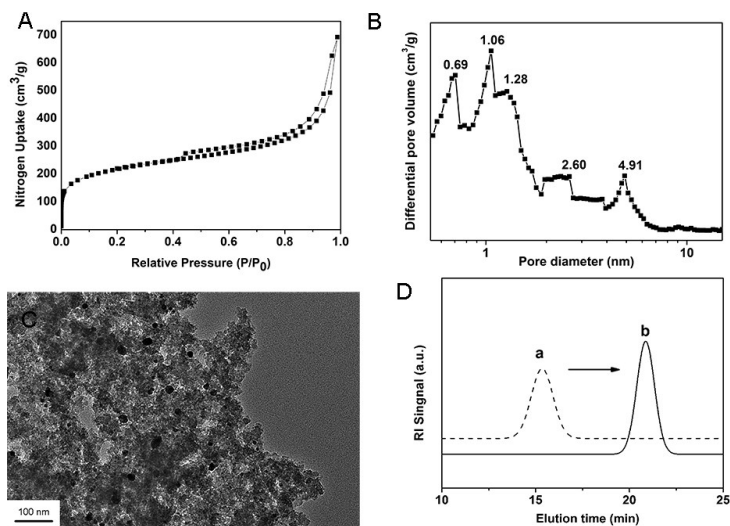 A
700
600
500
400
300
200
100
0
Nitrogen Uptake (cm3/g)
0.0 0.2 0.4 0.6 0.8 1.0
Relative Pressure (P/P0)
B
0.69
1.06
1.28
2.60
4.91
Differential pore volume (cm3/g)
1 10
Pore diameter (nm)
C
100 nm
D
a
b
RI Singnal (a.u.)
10 15 20 25
Elution time (min)